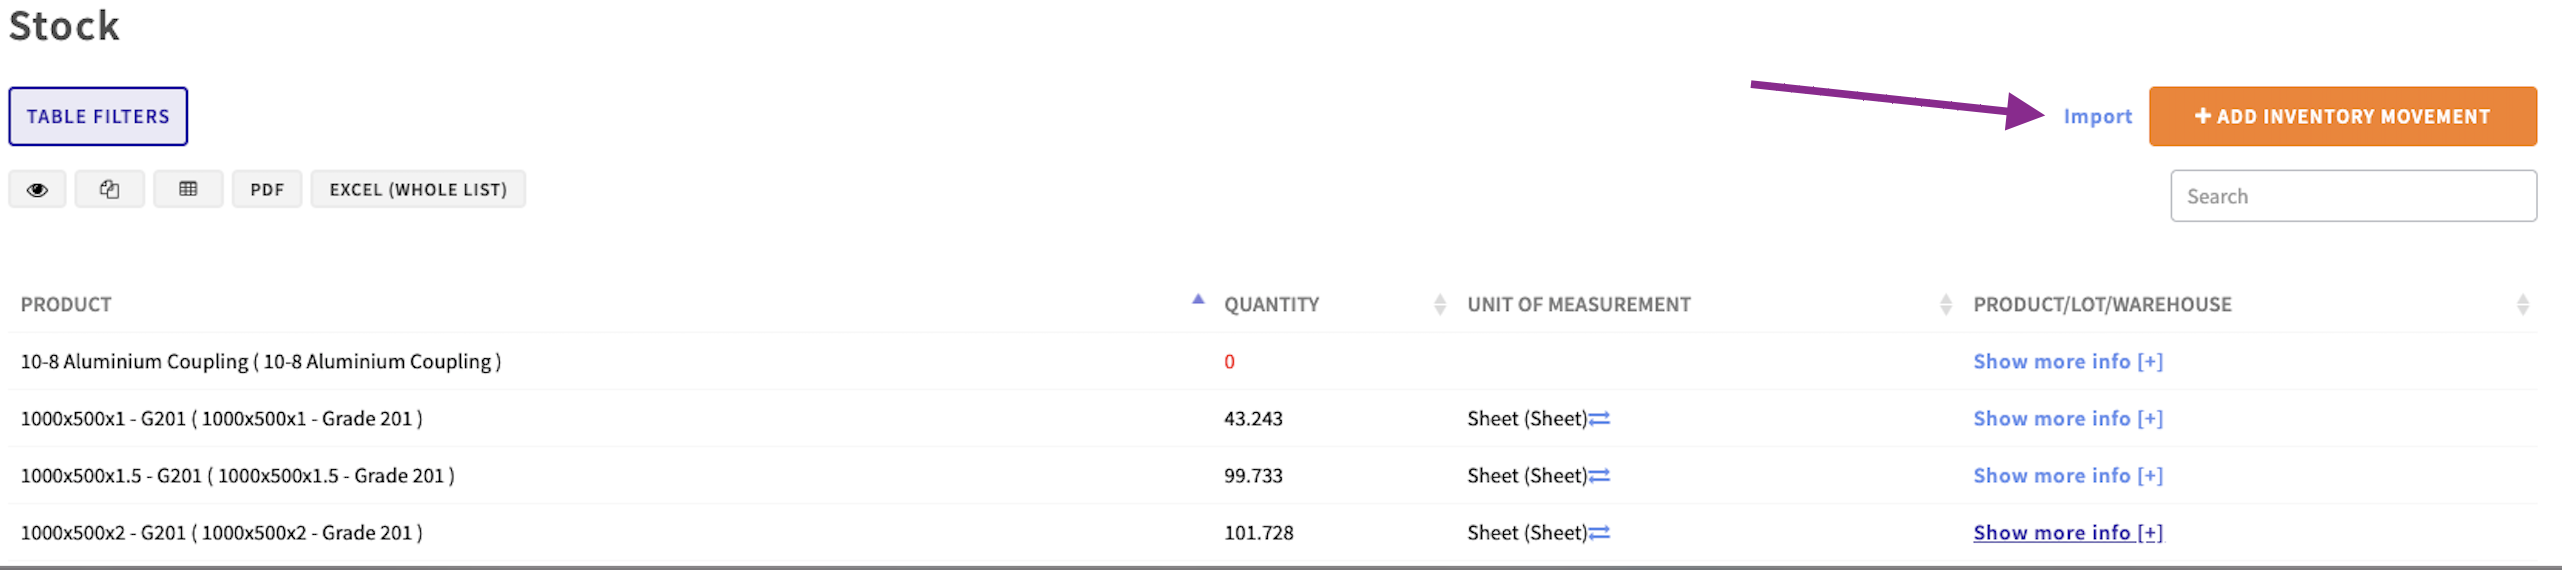 Stock
TABLE FILTERS
Import
+ ADD INVENTORY MOVEMENT
PDF
EXCEL (WHOLE LIST)
Search
PRODUCT QUANTITY UNIT OF MEASUREMENT PRODUCT/LOT/WAREHOUSE
10-8 Aluminium Coupling ( 10-8 Aluminium Coupling ) 0 Show more info [+]
1000x500x1 - G201 ( 1000x500x1 - Grade 201 ) 43.243 Sheet (Sheet) Show more info [+]
1000x500x1.5 - G201 ( 1000x500x1.5 - Grade 201 ) 99.733 Sheet (Sheet) Show more info [+]
1000x500x2 - G201 ( 1000x500x2 - Grade 201 ) 101.728 Sheet (Sheet) Show more info [+]